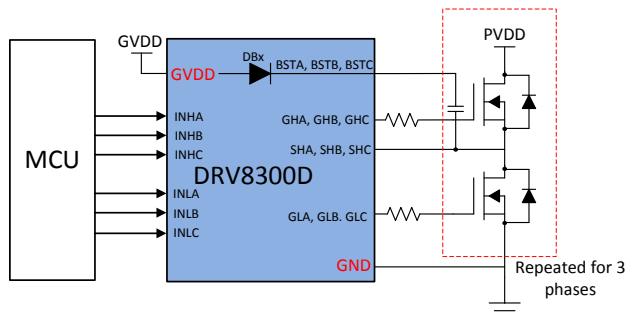 GVDD
PVDD
DBx
GVDD
BSTA, BSTB, BSTC
MCU
INHA
INHB
INHC
INLA
INLB
INLC
GHA, GHB, GHC
SHA, SHB, SHC
DRV8300D
GLA, GLB. GLC
GND
Repeated for 3
phases